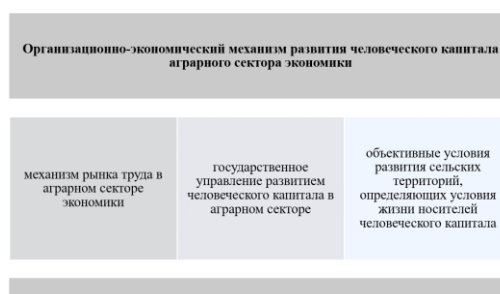 Организационно-экономический механизм развития человеческого капитала
аграрного сектора экономики
механизм рынка труда в
аграрном секторе
экономики
государственное
управление развитием
человеческого капитала в
аграрном секторе
объективные условия
развития сельских
территорий,
определяющих условия
жизни носителей
человеческого капитала